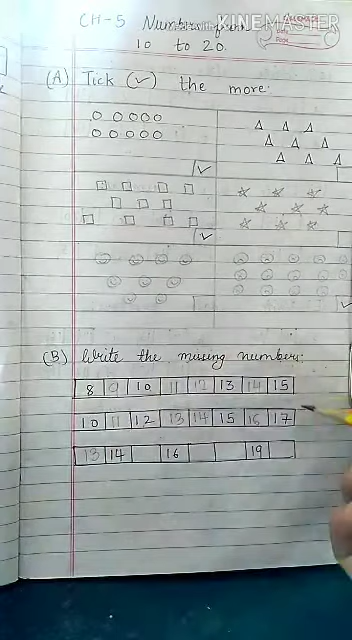 CH-5 Numbers from
10 to 20.
KINEMASTER
(A) Tick (✓) the more:
(B) Write the missing numbers:
8 9 10 11 12 13 14 15
10 11 12 13 14 15 16 17
13 14 16 19